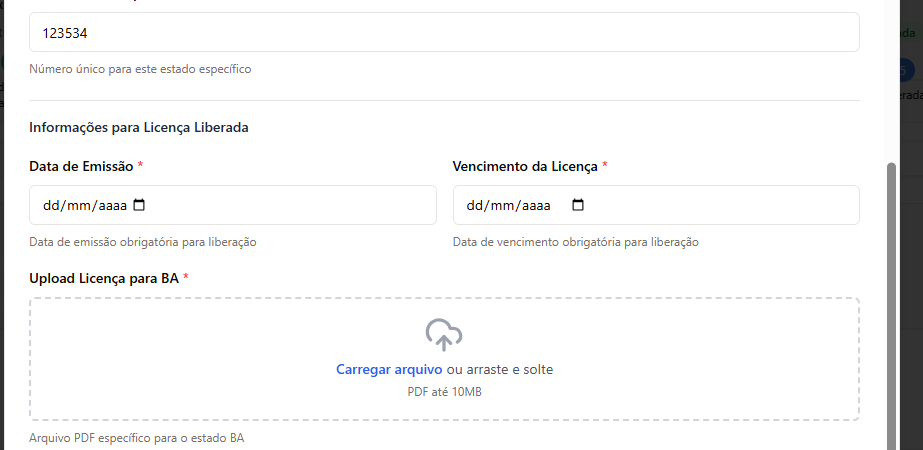 123534
Número único para este estado específico
Informações para Licença Liberada
Data de Emissão *
Vencimento da Licença *
dd/mm/aaaa
dd/mm/aaaa
Data de emissão obrigatória para liberação
Data de vencimento obrigatória para liberação
Upload Licença para BA *
Carregar arquivo ou arraste e solte
PDF até 10MB
Arquivo PDF específico para o estado BA